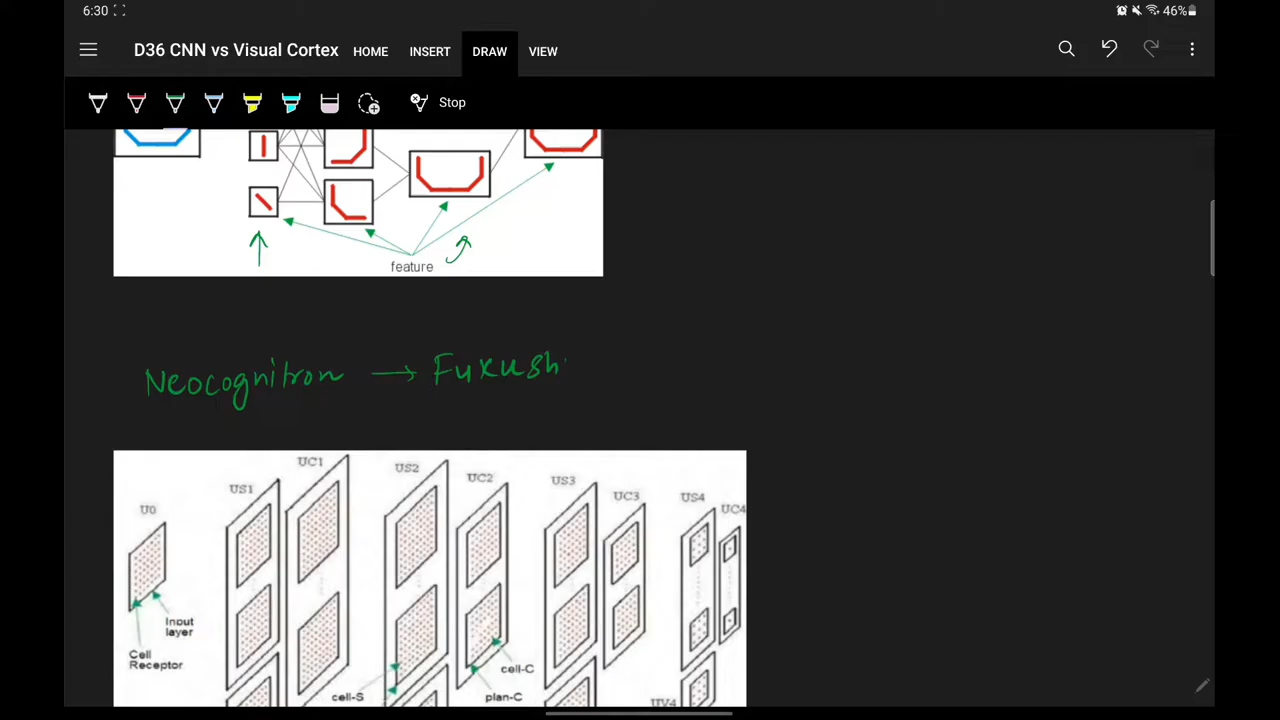 6:30 46%
D36 CNN vs Visual Cortex HOME INSERT DRAW VIEW
Stop
feature
Neocognitron → Fukush
UC1
US2
UC2
US3
US1
UC3
US4
UC4
U0
Input
layer
Cell
Receptor
cell-C
cell-S
plan-C
UV4